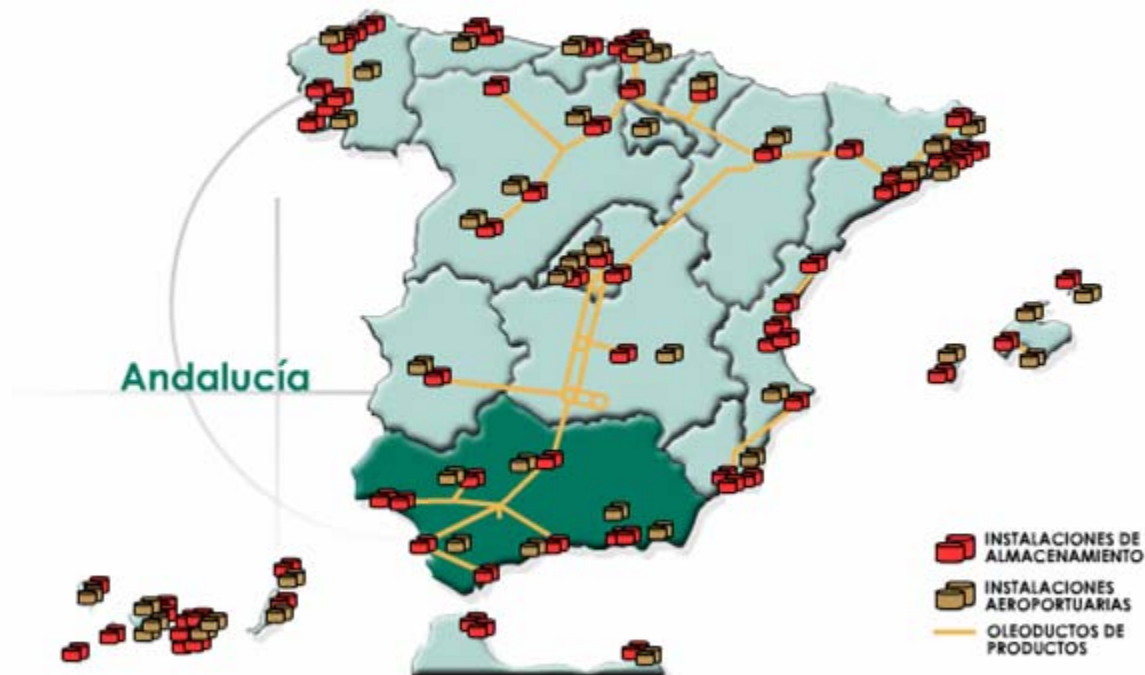 Andalucía
INSTALACIONES DE
ALMACENAMIENTO
INSTALACIONES
AEROPORTUARIAS
OLEODUCTOS DE
PRODUCTOS